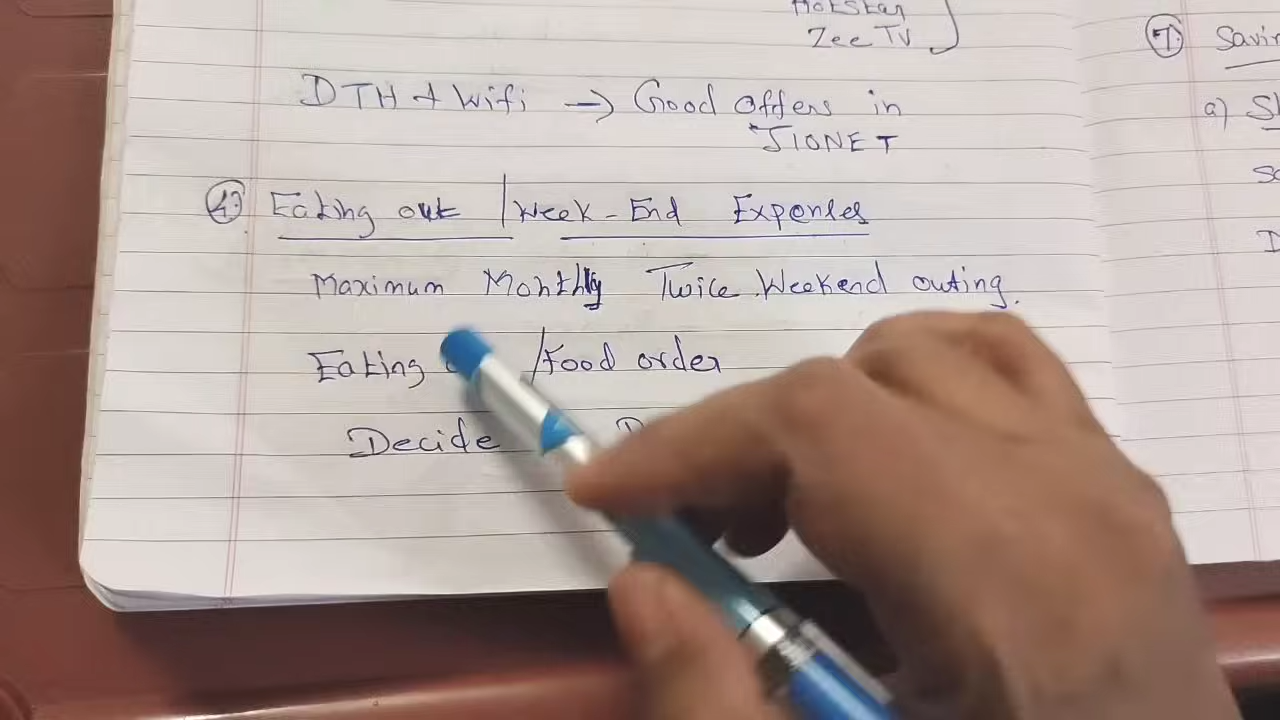 Hotstar
Zee TV
DTH + Wifi → Good offers in
JIONET
4. Eating out / Week-End Expenses
Maximum Monthly Twice Weekend outing.
Eating / Food order
Decide
7.
a)